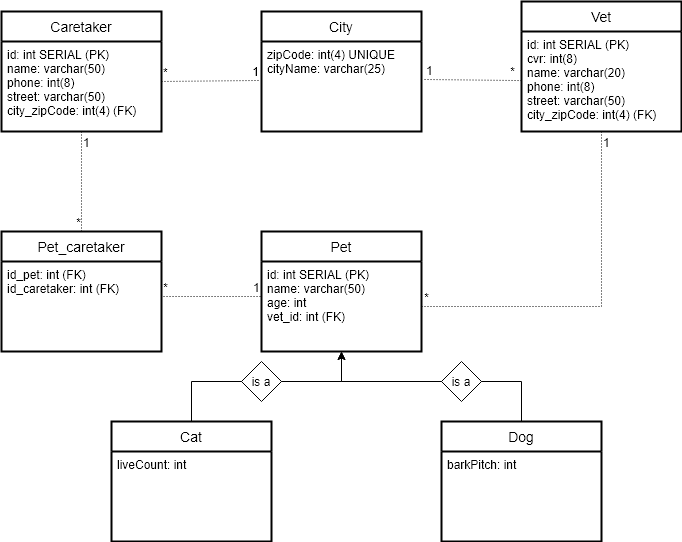 Caretaker
id: int SERIAL (PK)
name: varchar(50)
phone: int(8)
street: varchar(50)
city_zipCode: int(4) (FK)
*
1
City
zipCode: int(4) UNIQUE
cityName: varchar(25)
1
*
Vet
id: int SERIAL (PK)
cvr: int(8)
name: varchar(20)
phone: int(8)
street: varchar(50)
city_zipCode: int(4) (FK)
1
1
*
Pet_caretaker
id_pet: int (FK)
id_caretaker: int (FK)
*
1
Pet
id: int SERIAL (PK)
name: varchar(50)
age: int
vet_id: int (FK)
*
is a
is a
Cat
liveCount: int
Dog
barkPitch: int